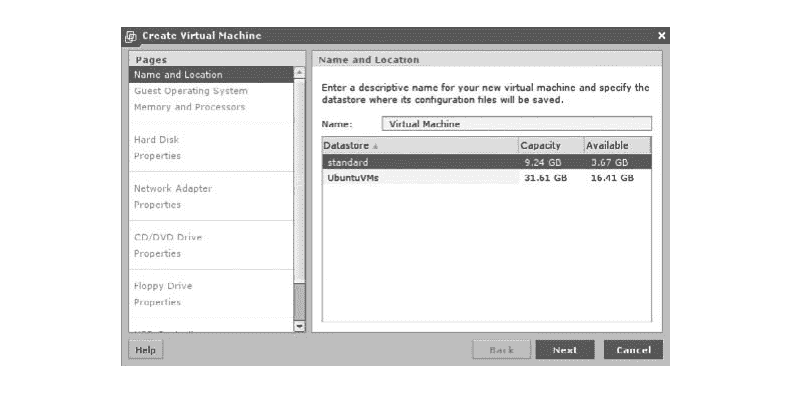 Create Virtual Machine
Pages
Name and Location
Guest Operating System
Memory and Processors
Hard Disk
Properties
Network Adapter
Properties
CD/DVD Drive
Properties
Floppy Drive
Properties
Name and Location
Enter a descriptive name for your new virtual machine and specify the
datastore where its configuration files will be saved.
Name: Virtual Machine
Datastore Capacity Available
standard 9.24 GB 3.67 GB
UbuntuVMs 31.61 GB 16.41 GB
Help Back Next Cancel